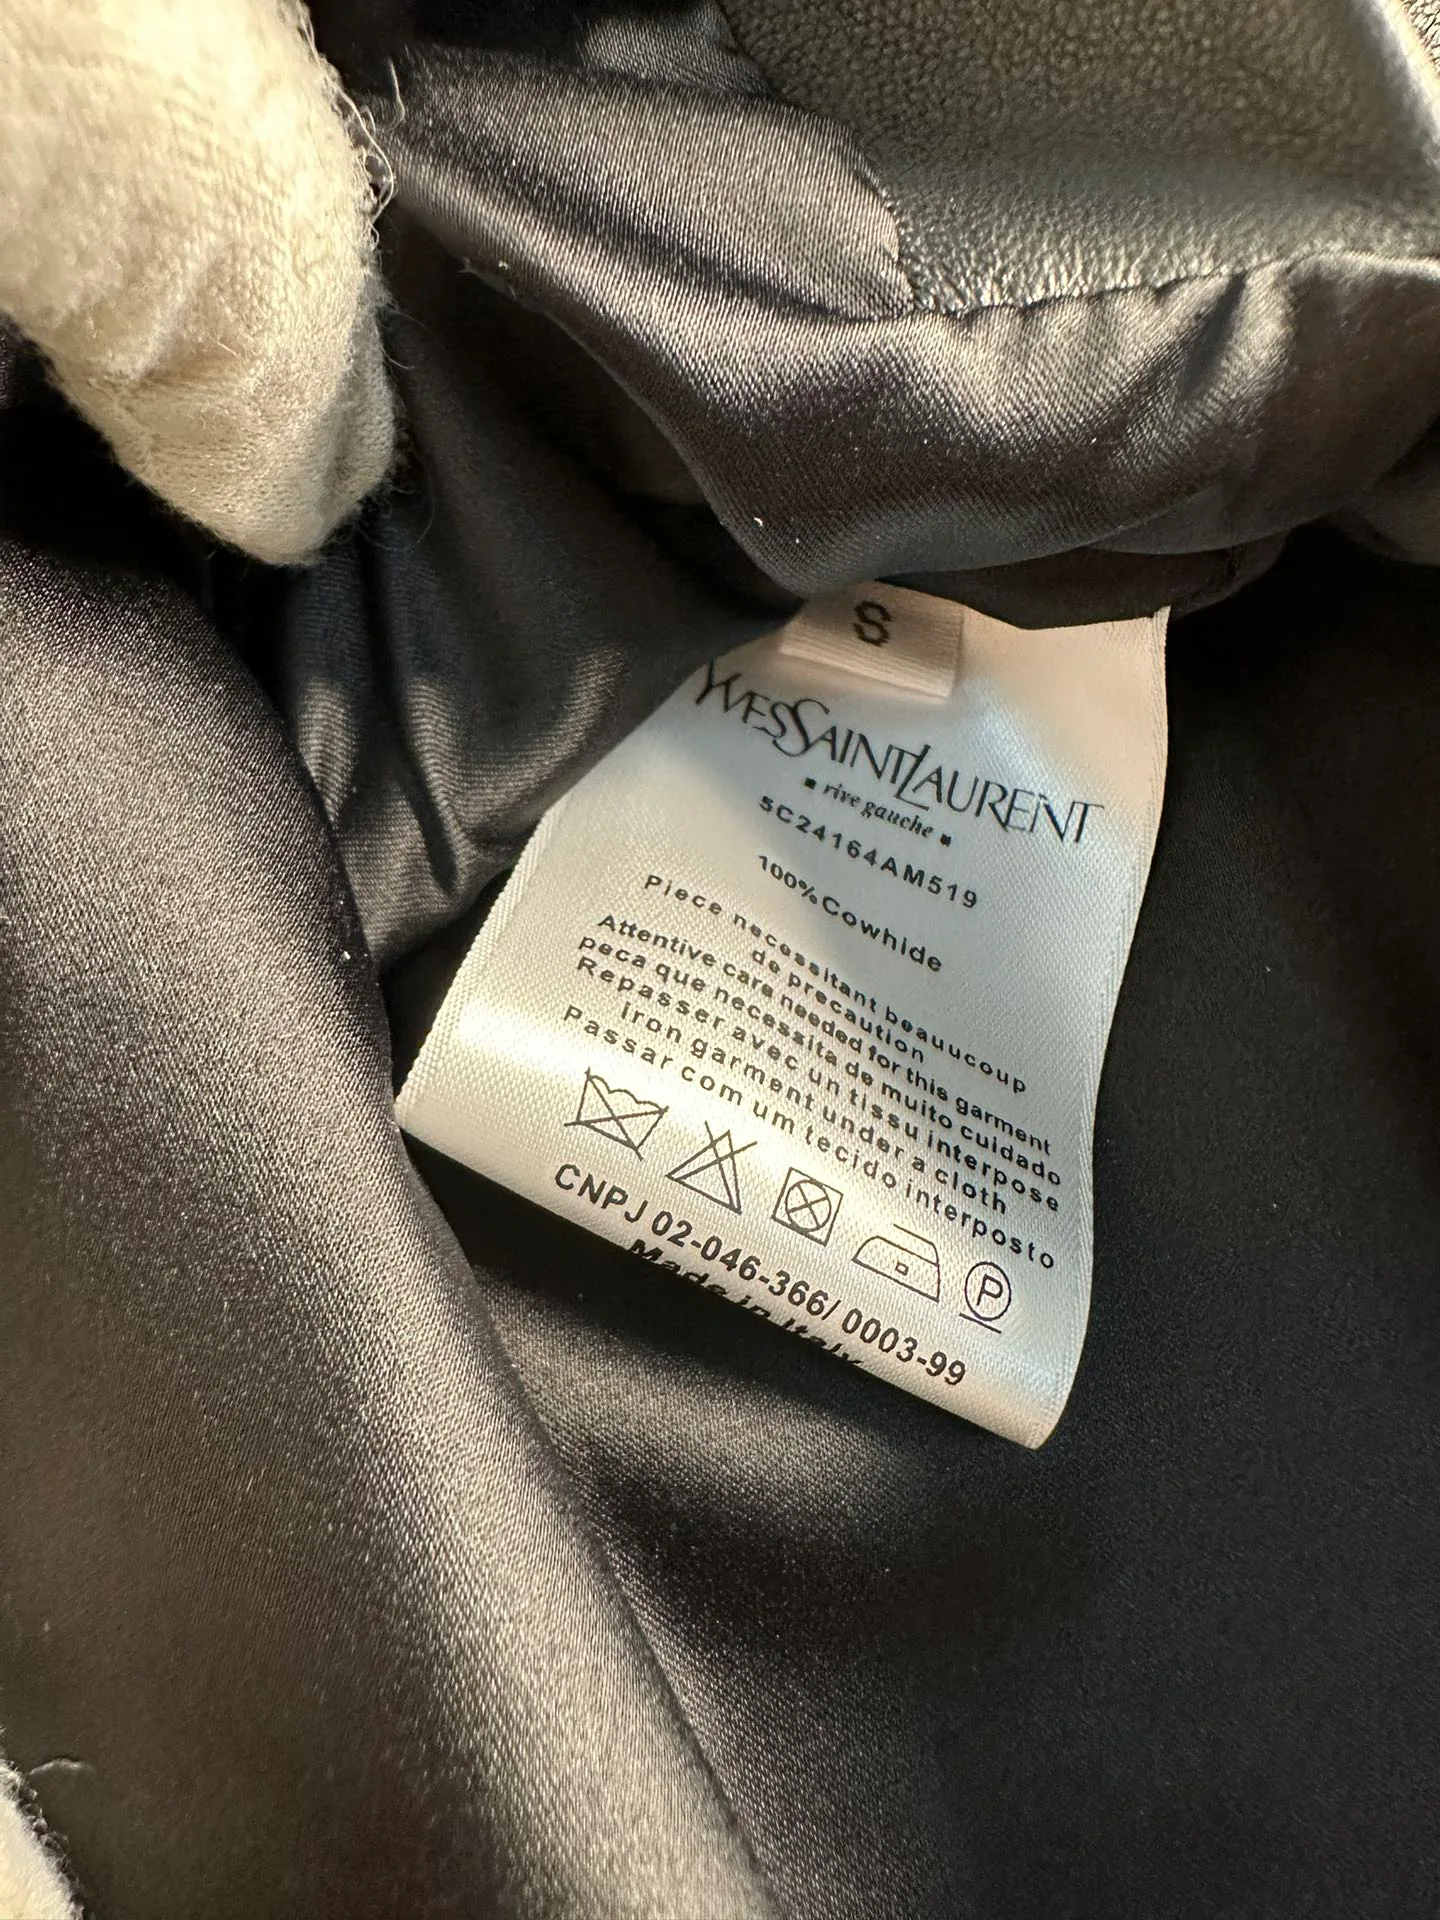 S
YVESSAINTLAURENT
rive gauche
5C24164AM519
100%Cowhide
Piece necessitant beauucoup
de precaution
Attentive care needed for this garment
peca que necessita de muito cuidado
Repasser avec un tissu interpose
iron garment under a cloth
Passar com um tecido interposto
P
CNPJ 02-046-366/ 0003-99
Made in Italy